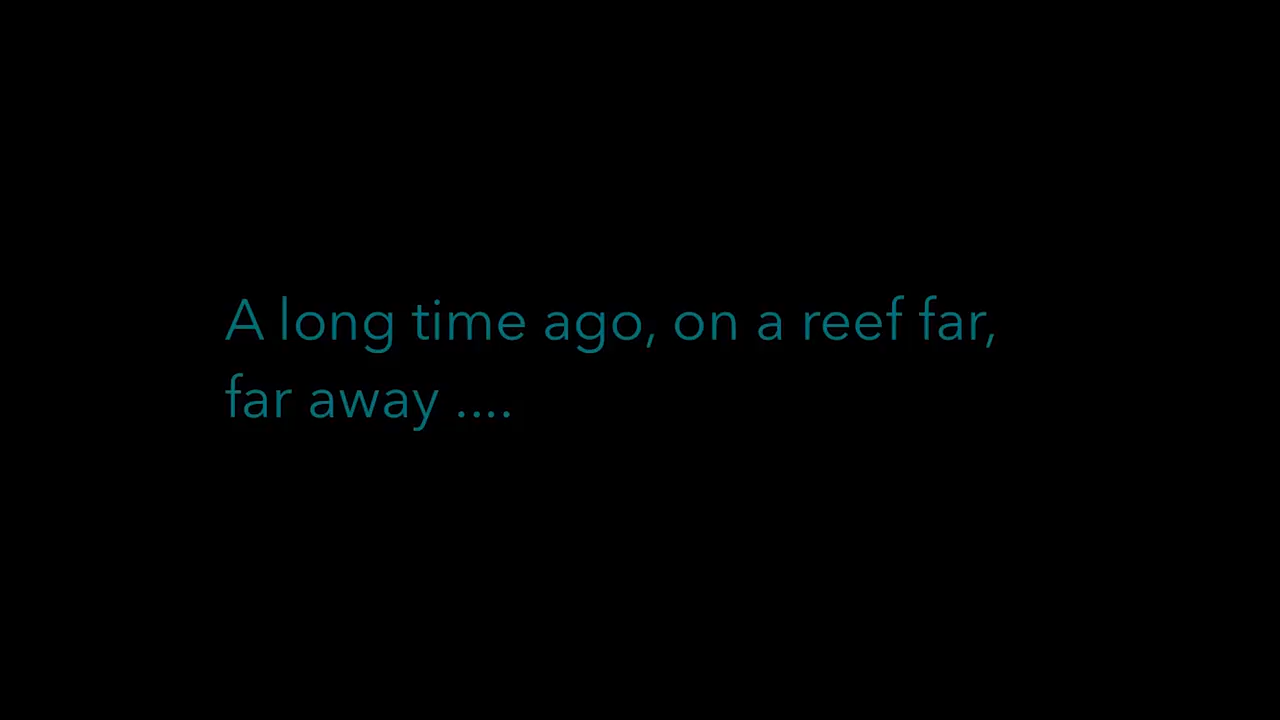 A long time ago, on a reef far,
far away ....